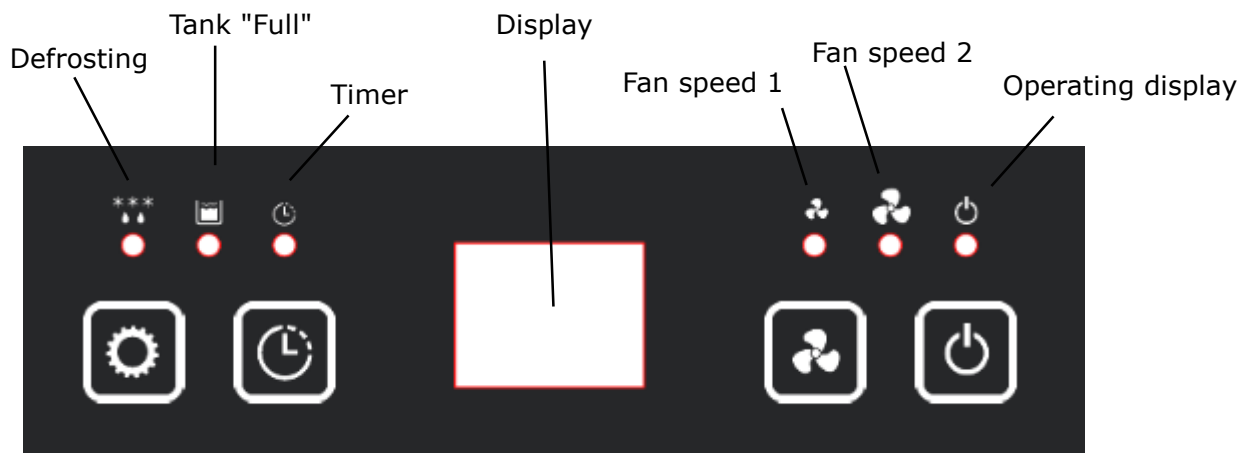 Tank "Full"
Display
Defrosting
Fan speed 2
Fan speed 1
Operating display
Timer